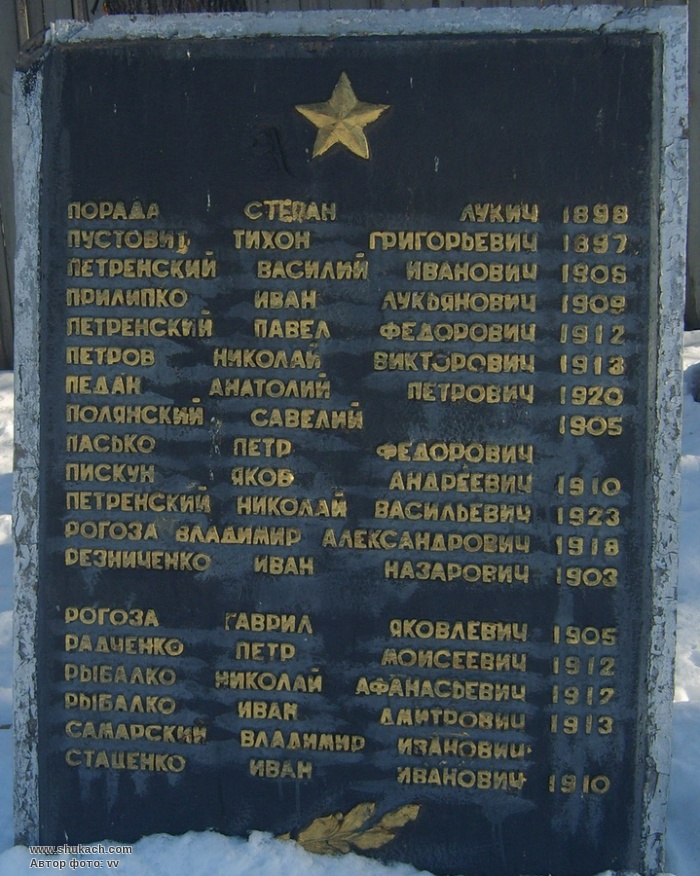 ПОРАДА СТЕПАН ЛУКИЧ 1898
ПУСТОВИТ ТИХОН ГРИГОРЬЕВИЧ 1897
ПЕТРЕНСКИЙ ВАСИЛИЙ ИВАНОВИЧ
ПРИЛИПКО ИВАН ЛУКЬЯНОВИЧ 1909
ПЕТРЕНСКИЙ ПАВЕЛ ФЕДОРОВИЧ 1912
ПЕТРОВ НИКОЛАЙ ВИКТОРОВИЧ 1913
ПЕДАН АНАТОЛИЙ ПЕТРОВИЧ 1920
ПОЛЯНСКИЙ САВЕЛИЙ 1905
ПАСЬКО ПЕТР ФЕДОРОВИЧ
ПИСКУН ЯКОВ АНДРЕЕВИЧ 1910
ПЕТРЕНСКИЙ НИКОЛАЙ ВАСИЛЬЕВИЧ 1923
РОГОЗА ВЛАДИМИР АЛЕКСАНДРОВИЧ 1918
РЕЗНИЧЕНКО ИВАН НАЗАРОВИЧ 1903
РОГОЗА ГАВРИЛ ЯКОВЛЕВИЧ 1905
РАДЧЕНКО ПЕТР МОИСЕЕВИЧ 1912
РЫБАЛКО НИКОЛАЙ АФАНАСЬЕВИЧ 1917
РЫБАЛКО ИВАН ДМИТРОВИЧ 1913
САМАРСКИЙ ВЛАДИМИР ИВАНОВИЧ
СТАЦЕНКО ИВАН ИВАНОВИЧ 1910
www.shukach.com
Автор фото: vv